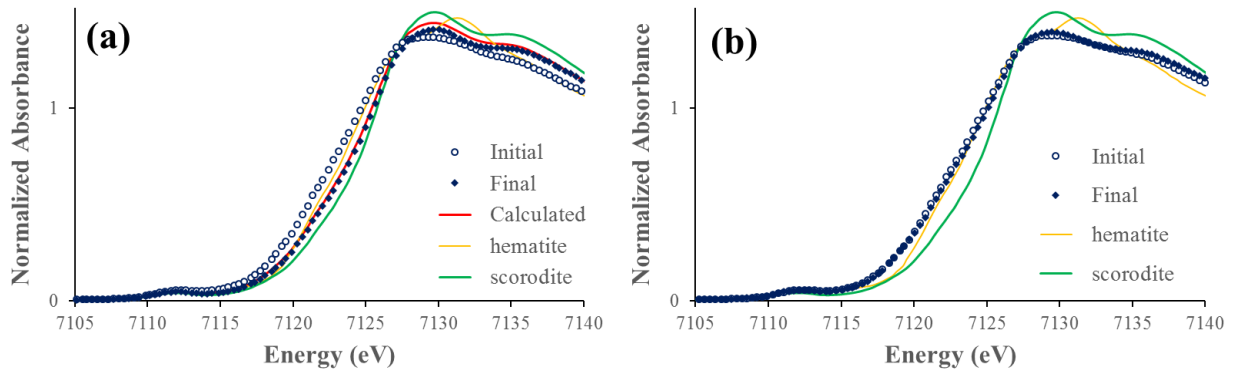 (a)
Normalized Absorbance
1
0
Initial
Final
Calculated
hematite
scorodite
7105 7110 7115 7120 7125 7130 7135 7140
Energy (eV)
(b)
Normalized Absorbance
1
0
Initial
Final
hematite
scorodite
7105 7110 7115 7120 7125 7130 7135 7140
Energy (eV)